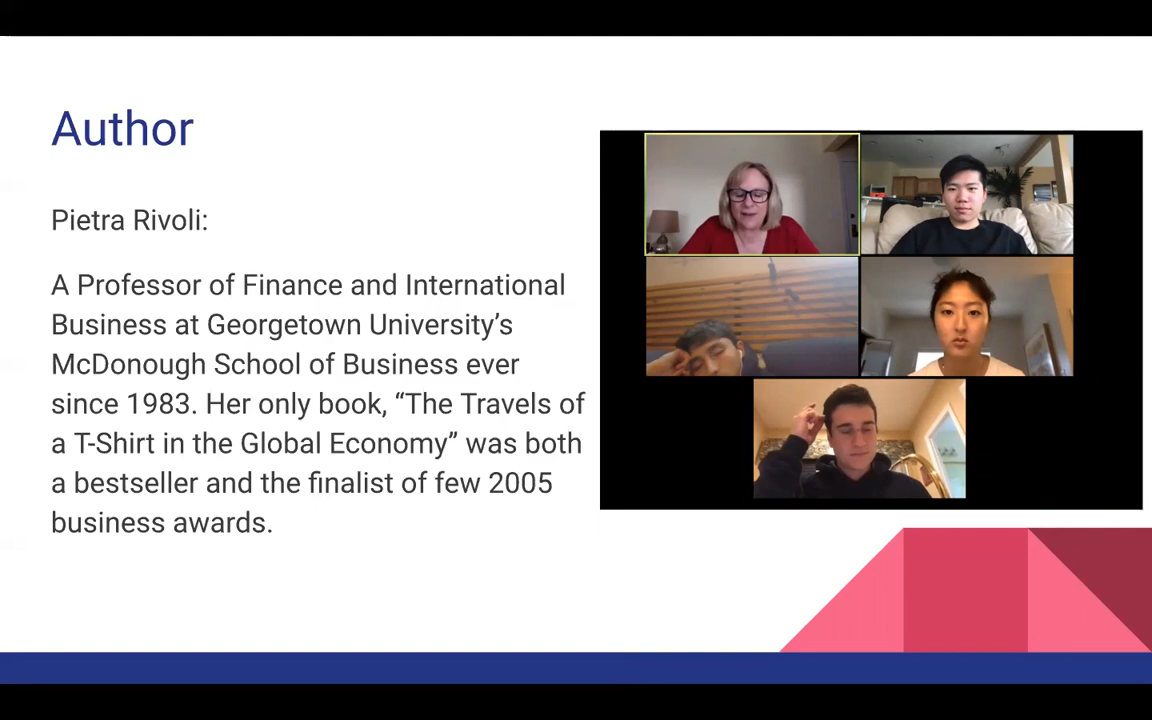 Author
Pietra Rivoli:
A Professor of Finance and International
Business at Georgetown University’s
McDonough School of Business ever
since 1983. Her only book, “The Travels of
a T-Shirt in the Global Economy” was both
a bestseller and the finalist of few 2005
business awards.